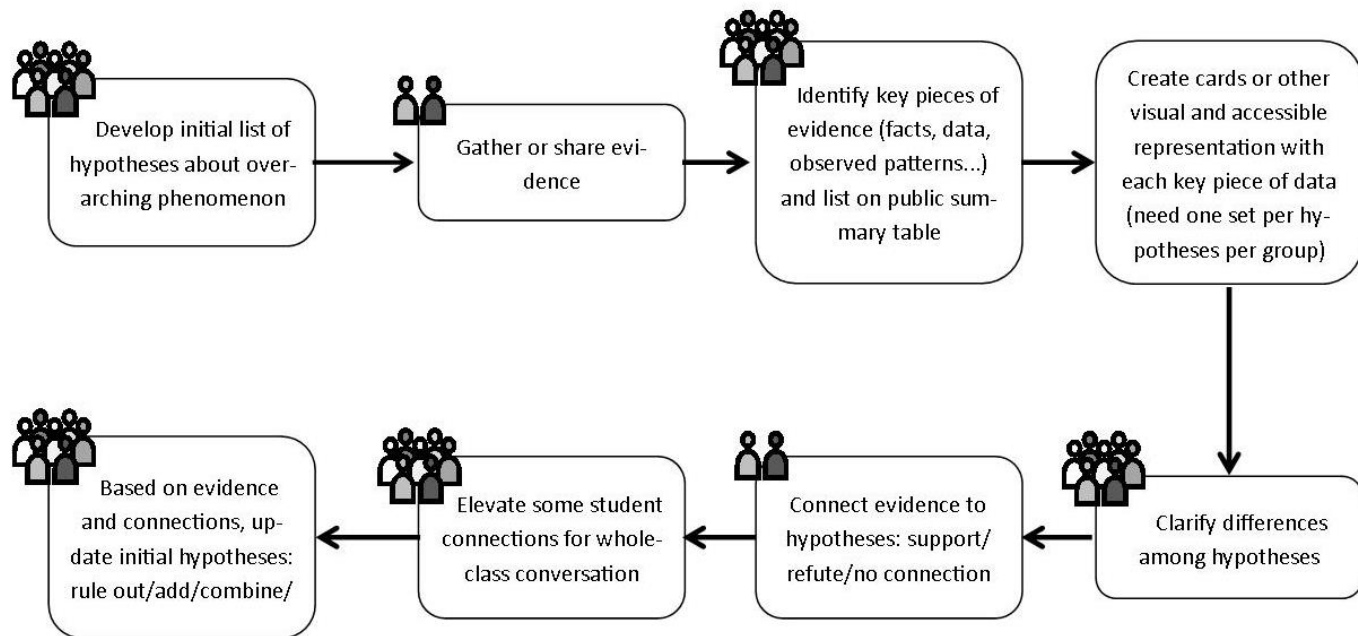 Develop initial list of
hypotheses about over-
arching phenomenon
Gather or share evi-
dence
Identify key pieces of
evidence (facts, data,
observed patterns...)
and list on public sum-
mary table
Create cards or other
visual and accessible
representation with
each key piece of data
(need one set per hy-
potheses per group)
Clarify differences
among hypotheses
Connect evidence to
hypotheses: support/
refute/no connection
Elevate some student
connections for whole-
class conversation
Based on evidence
and connections, up-
date initial hypotheses:
rule out/add/combine/